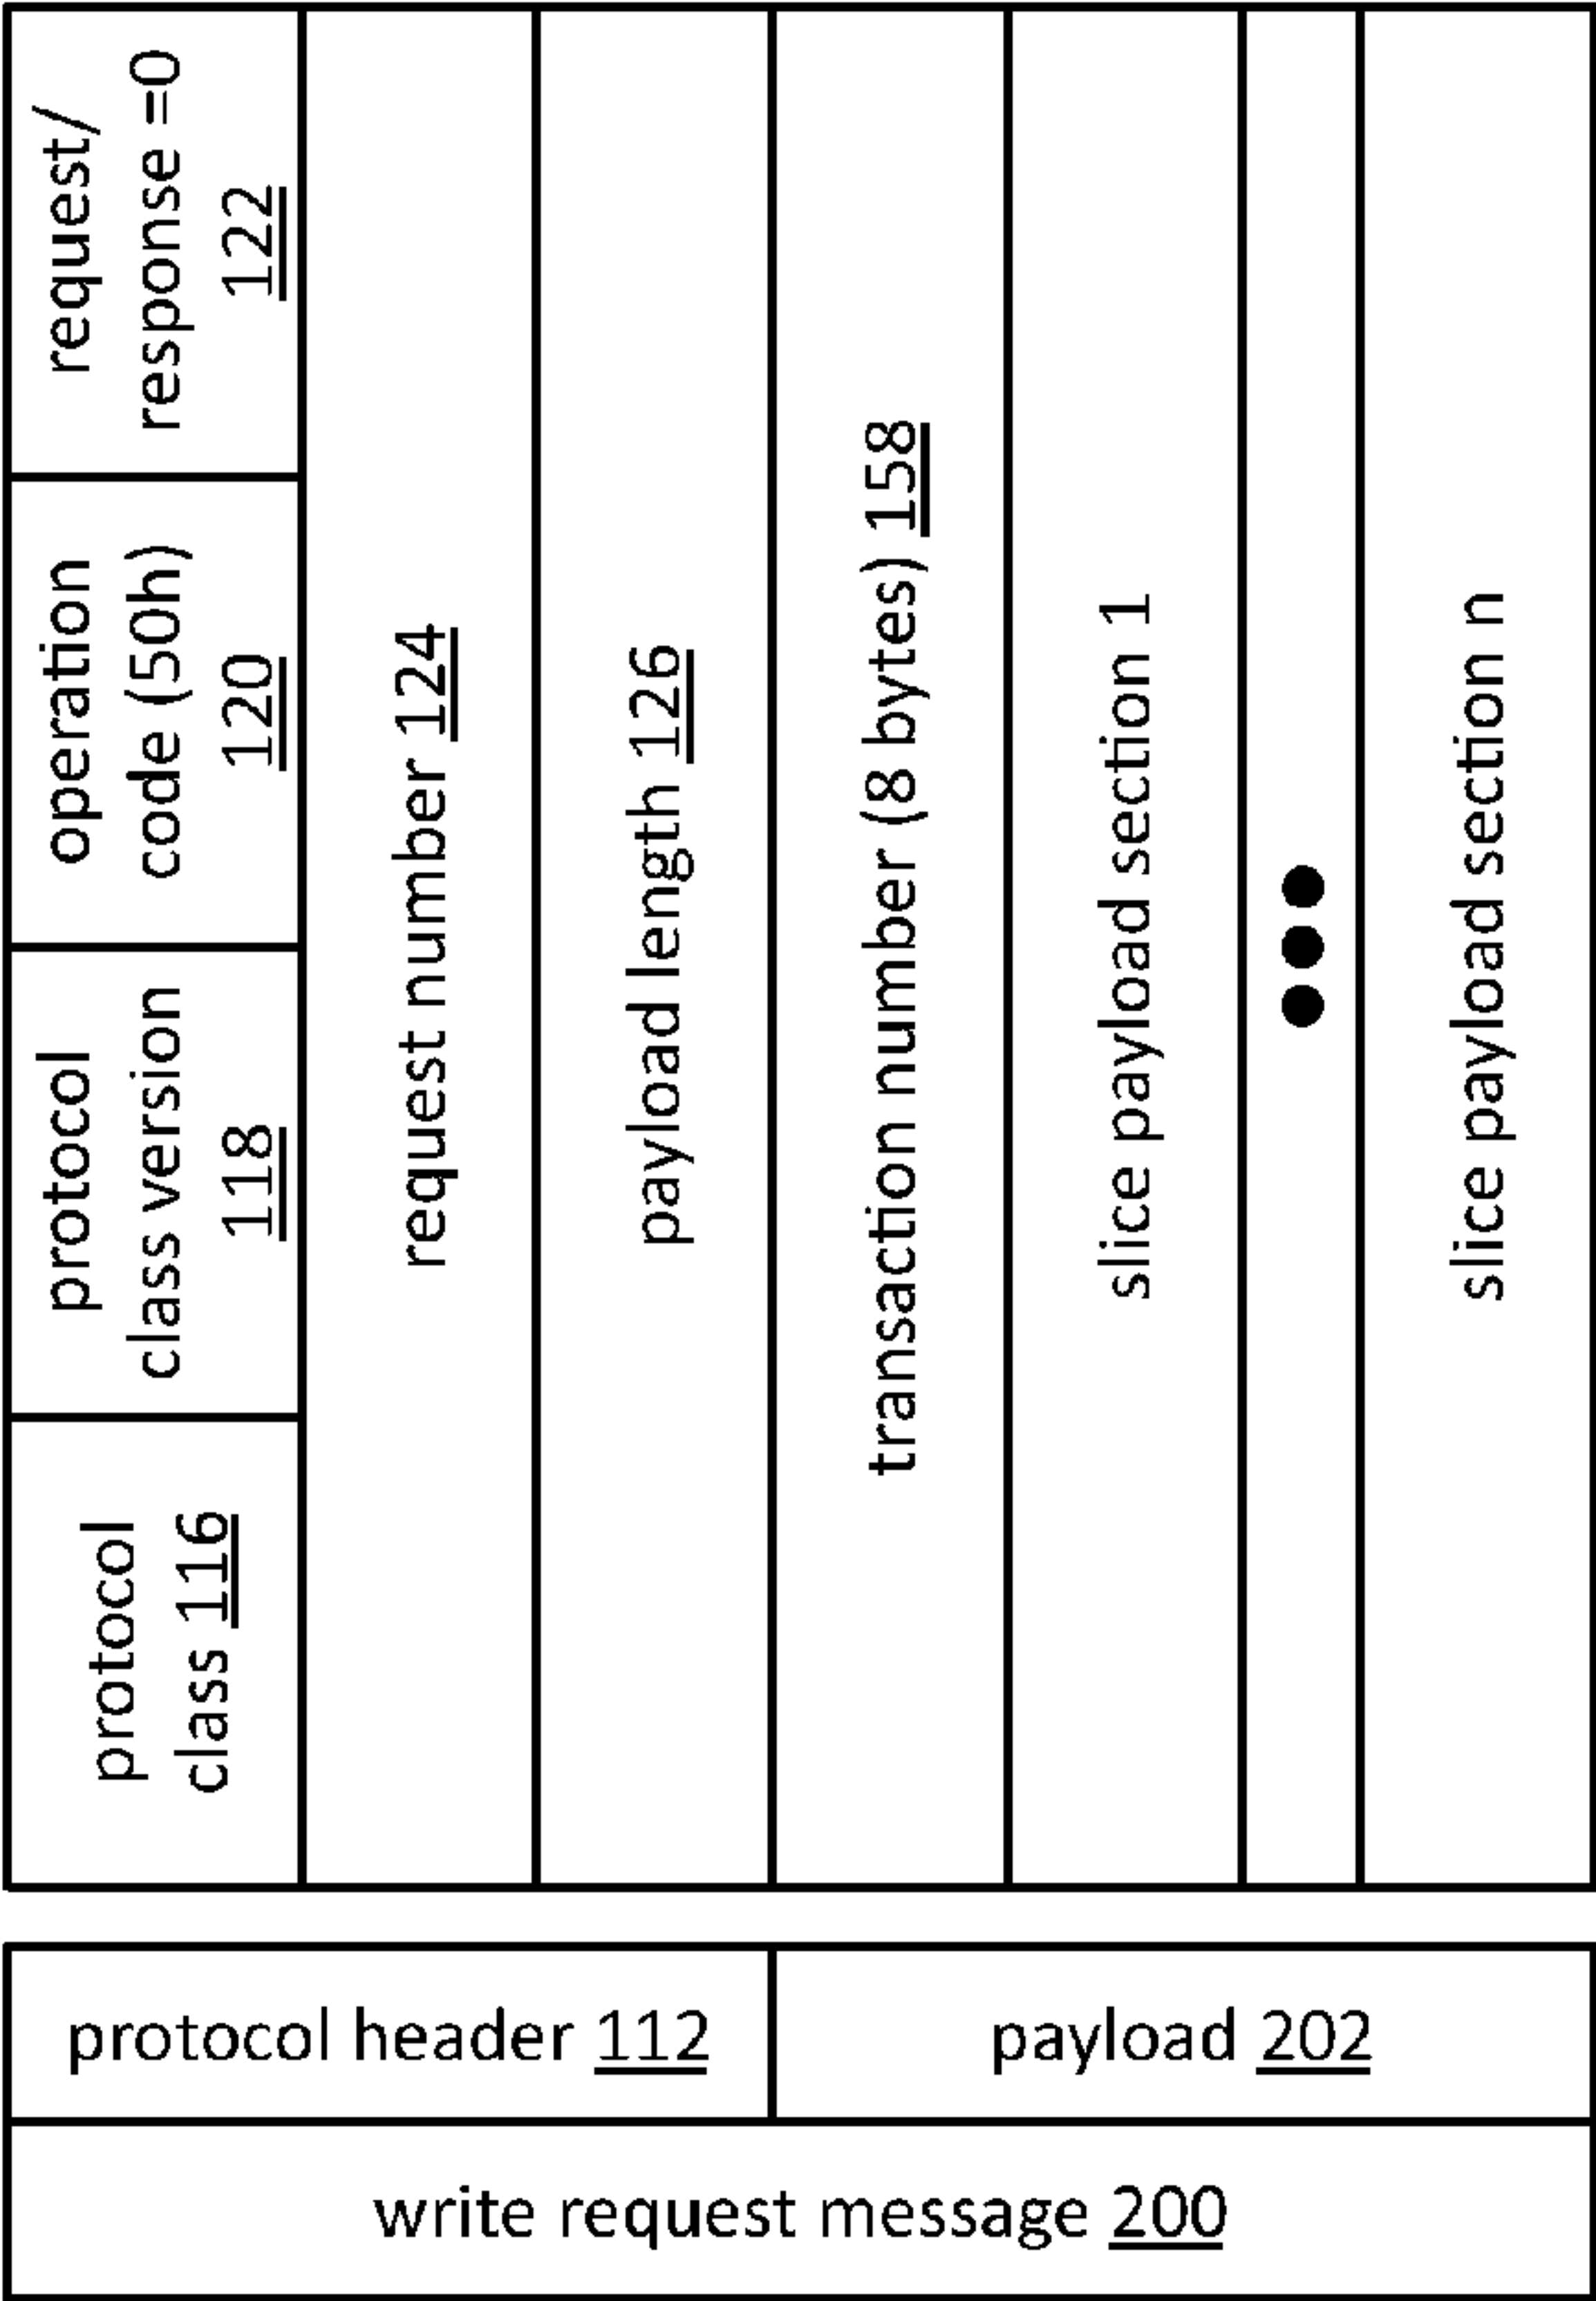 write request message 200
protocol header 112
payload 202
protocol
class 116
protocol
class version
118
operation
code (50h)
120
request/
response =0
122
request number 124
payload length 126
transaction number (8 bytes) 158
slice payload section 1
●●●
slice payload section n